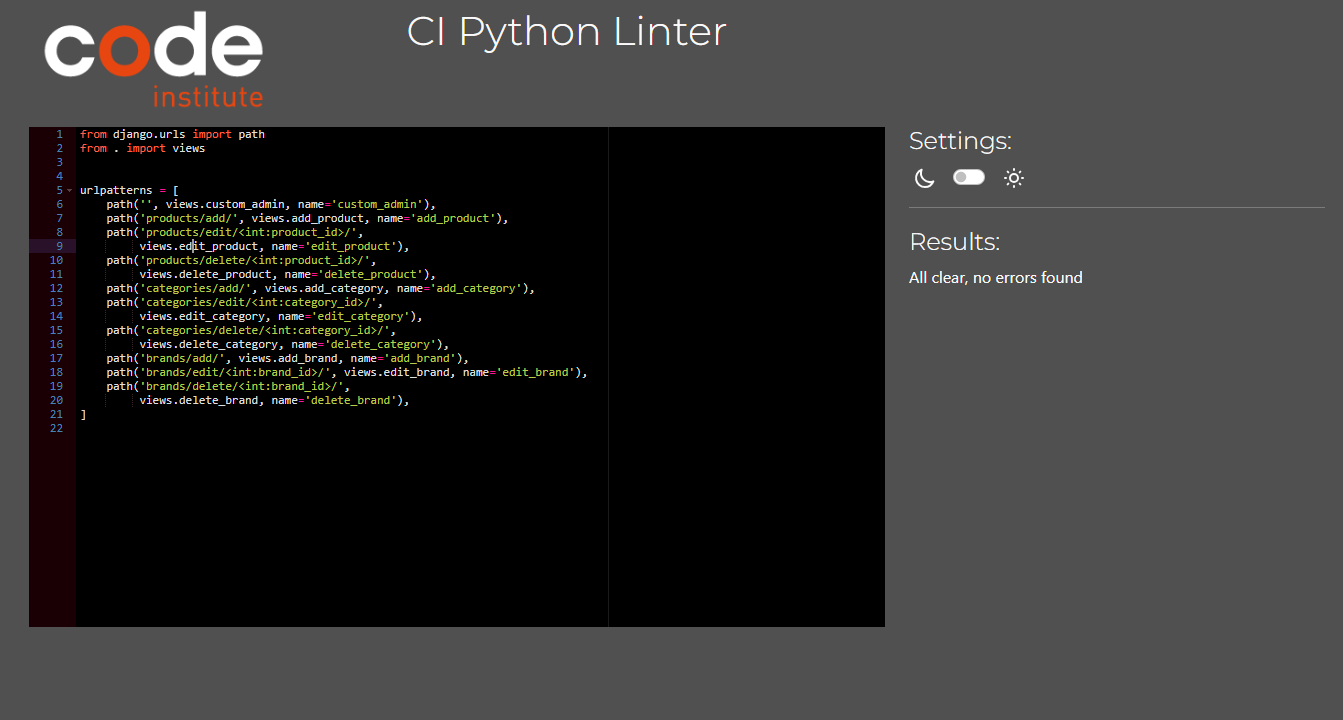 code
institute
CI Python Linter
1 from django.urls import path
2 from . import views
3
4
5 urlpatterns = [
6     path('', views.custom_admin, name='custom_admin'),
7     path('products/add/', views.add_product, name='add_product'),
8     path('products/edit/<int:product_id>/',
9          views.edit_product, name='edit_product'),
10     path('products/delete/<int:product_id>/',
11          views.delete_product, name='delete_product'),
12     path('categories/add/', views.add_category, name='add_category'),
13     path('categories/edit/<int:category_id>/',
14          views.edit_category, name='edit_category'),
15     path('categories/delete/<int:category_id>/',
16          views.delete_category, name='delete_category'),
17     path('brands/add/', views.add_brand, name='add_brand'),
18     path('brands/edit/<int:brand_id>/', views.edit_brand, name='edit_brand'),
19     path('brands/delete/<int:brand_id>/',
20          views.delete_brand, name='delete_brand'),
21 ]
22
Settings:
Results:
All clear, no errors found